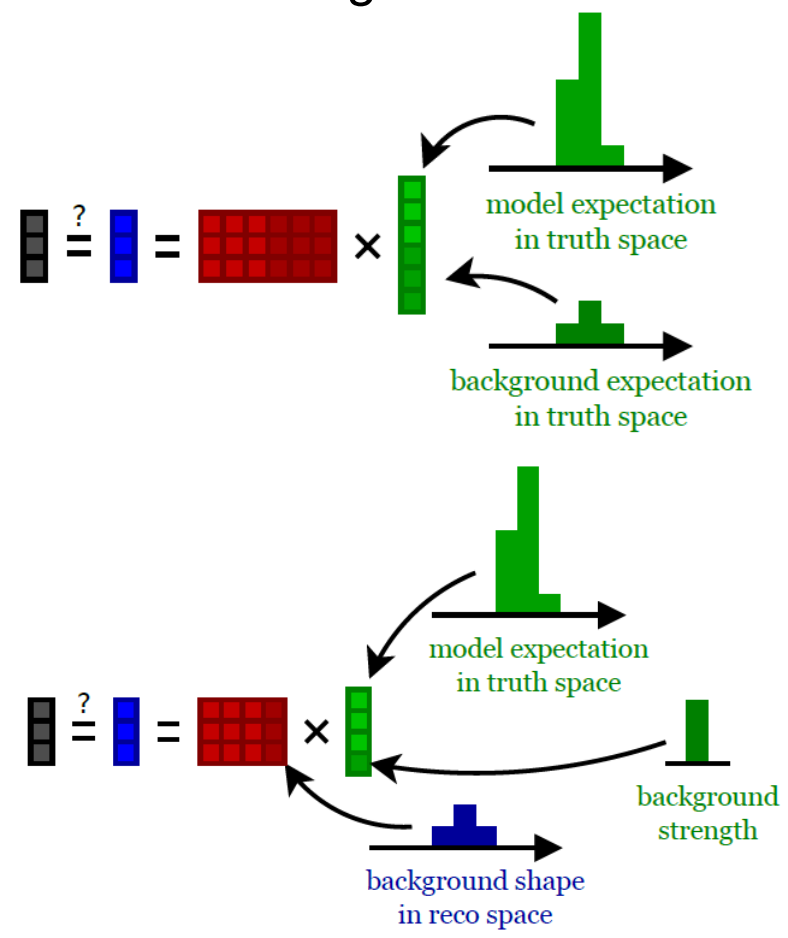 g
model expectation
in truth space
? = = ×
background expectation
in truth space
model expectation
in truth space
? = = ×
background
strength
background shape
in reco space